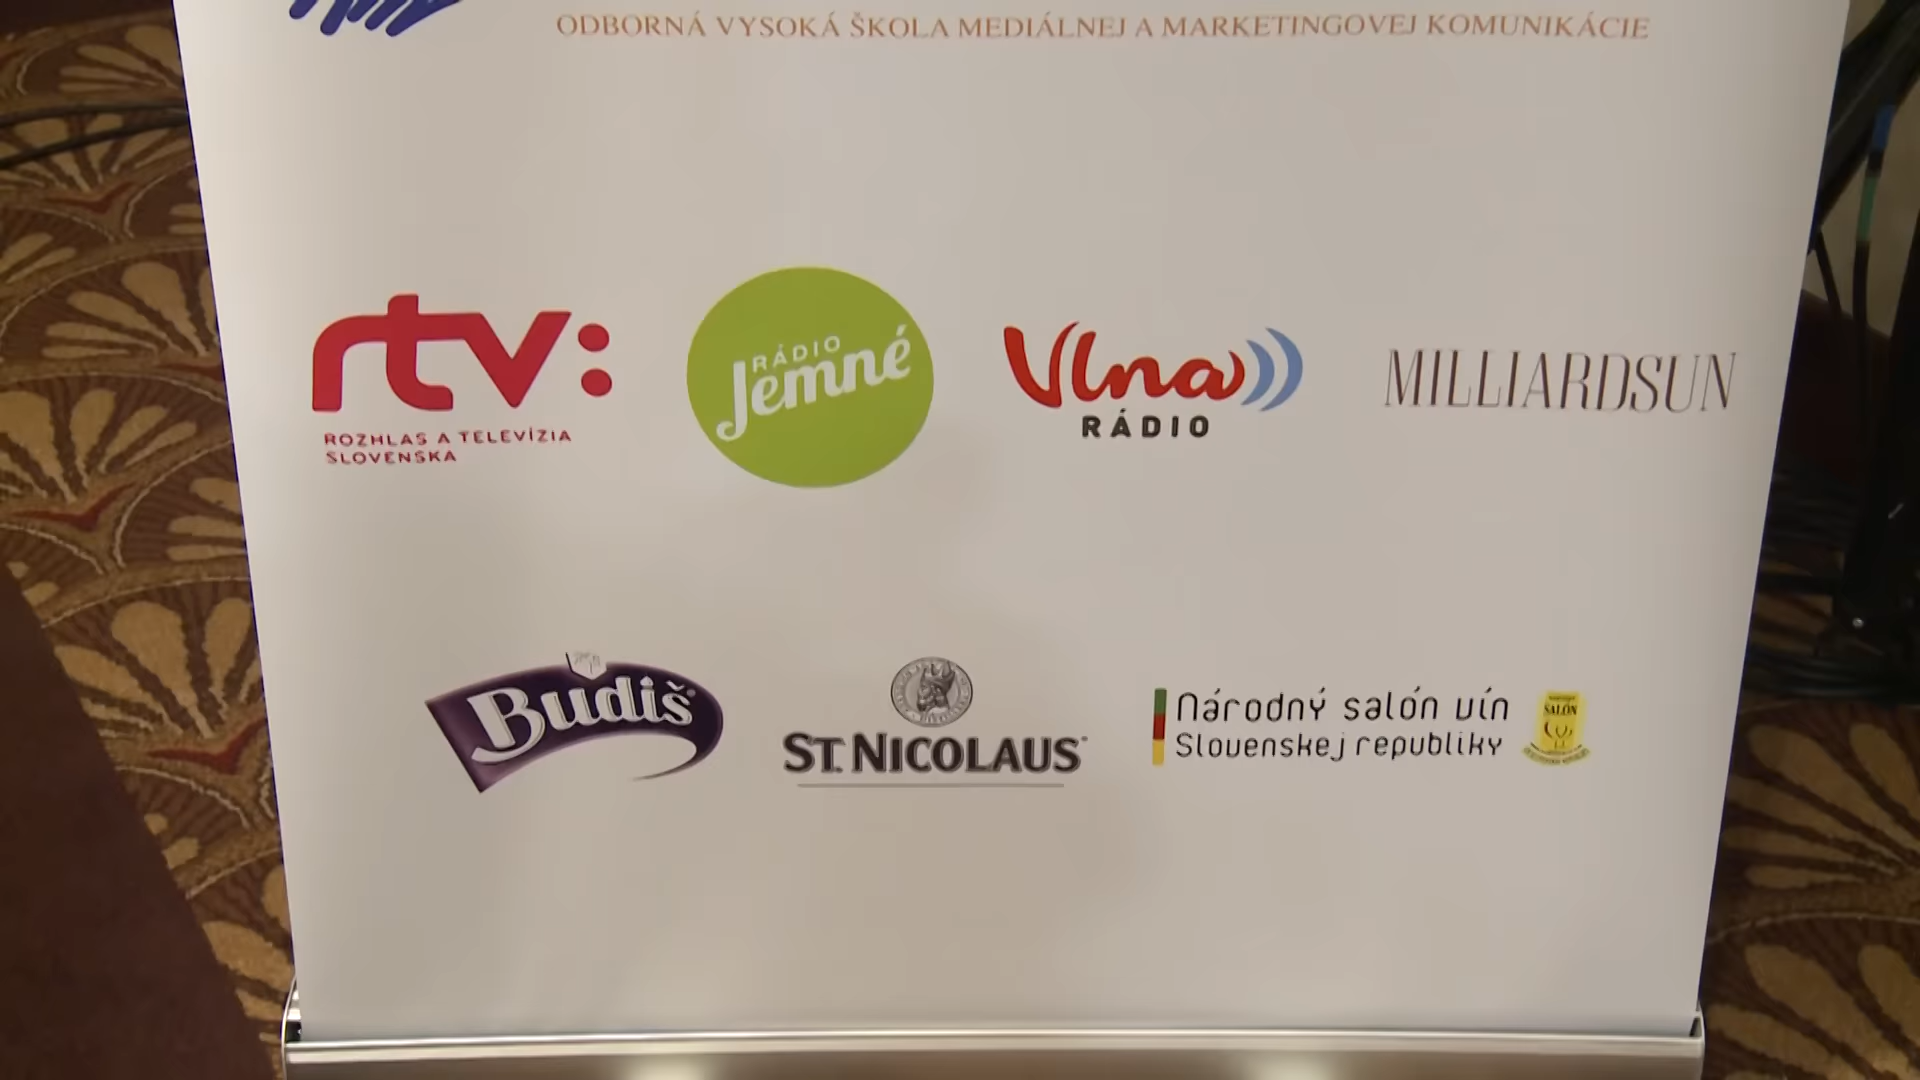 ODBORNÁ VYSOKÁ ŠKOLA MEDIÁLNEJ A MARKETINGOVEJ KOMUNIKÁCIE
rtv:
ROZHLAS A TELEVÍZIA
SLOVENSKA
RÁDIO
Jemné
Vlna
RÁDIO
MILLIARDSUN
Budiš
ST. NICOLAUS
Národný salón vín
Slovenskej republiky
SALÓN